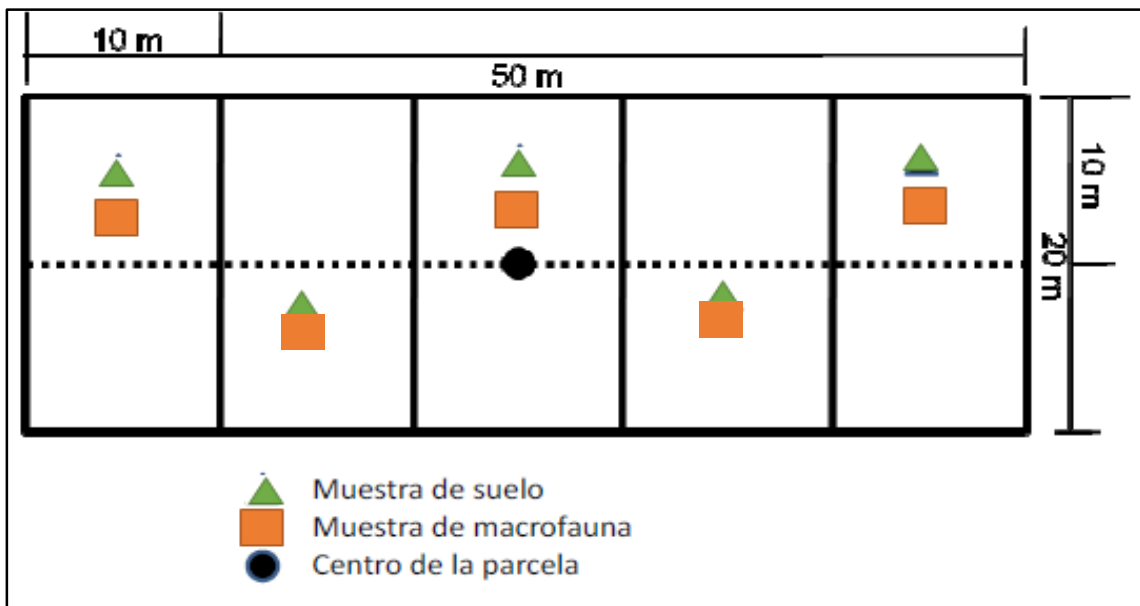 10 m
50 m
10 m
20 m
Muestra de suelo
Muestra de macrofauna
Centro de la parcela